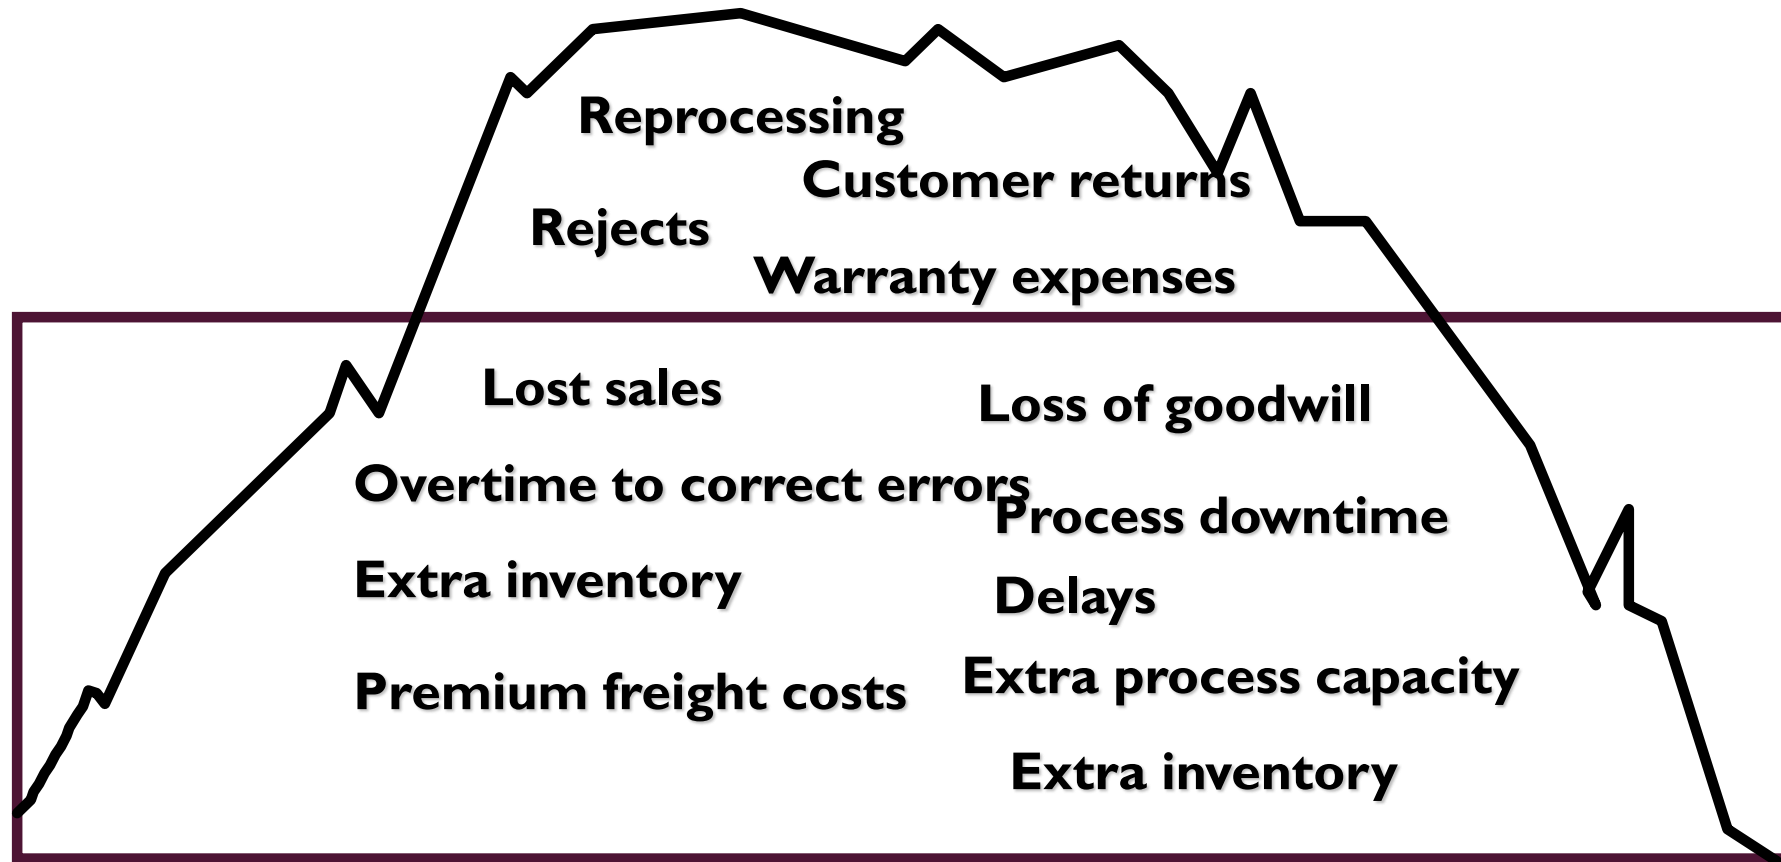 Reprocessing
Customer returns
Rejects
Warranty expenses
Lost sales
Loss of goodwill
Overtime to correct errors
Process downtime
Extra inventory
Delays
Premium freight costs
Extra process capacity
Extra inventory